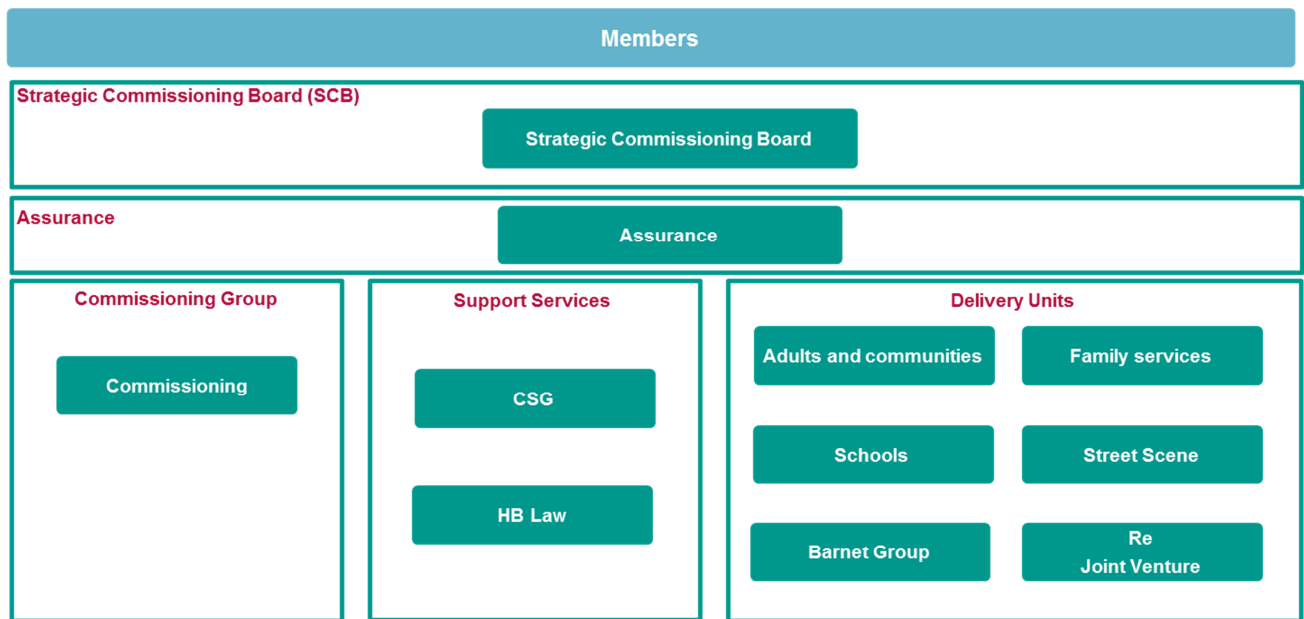 Members
Strategic Commissioning Board (SCB)
Strategic Commissioning Board
Assurance
Assurance
Commissioning Group
Commissioning
Support Services
CSG
HB Law
Delivery Units
Adults and communities
Family services
Schools
Street Scene
Barnet Group
Re
Joint Venture